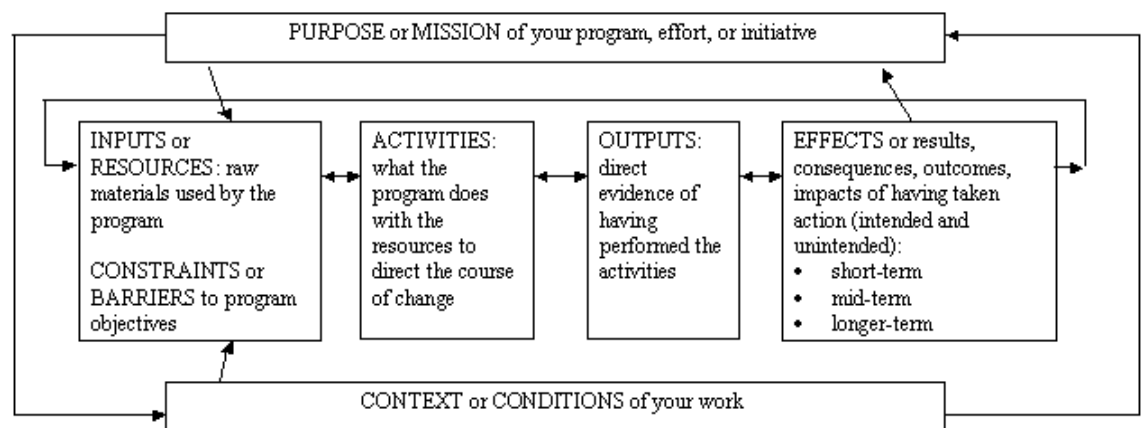 PURPOSE or MISSION of your program, effort, or initiative
INPUTS or
RESOURCES: raw
materials used by the
program
CONSTRAINTS or
BARRIERS to program
objectives
ACTIVITIES:
what the
program does
with the
resources to
direct the course
of change
OUTPUTS:
direct
evidence of
having
performed the
activities
EFFECTS or results,
consequences, outcomes,
impacts of having taken
action (intended and
unintended):
• short-term
• mid-term
• longer-term
CONTEXT or CONDITIONS of your work